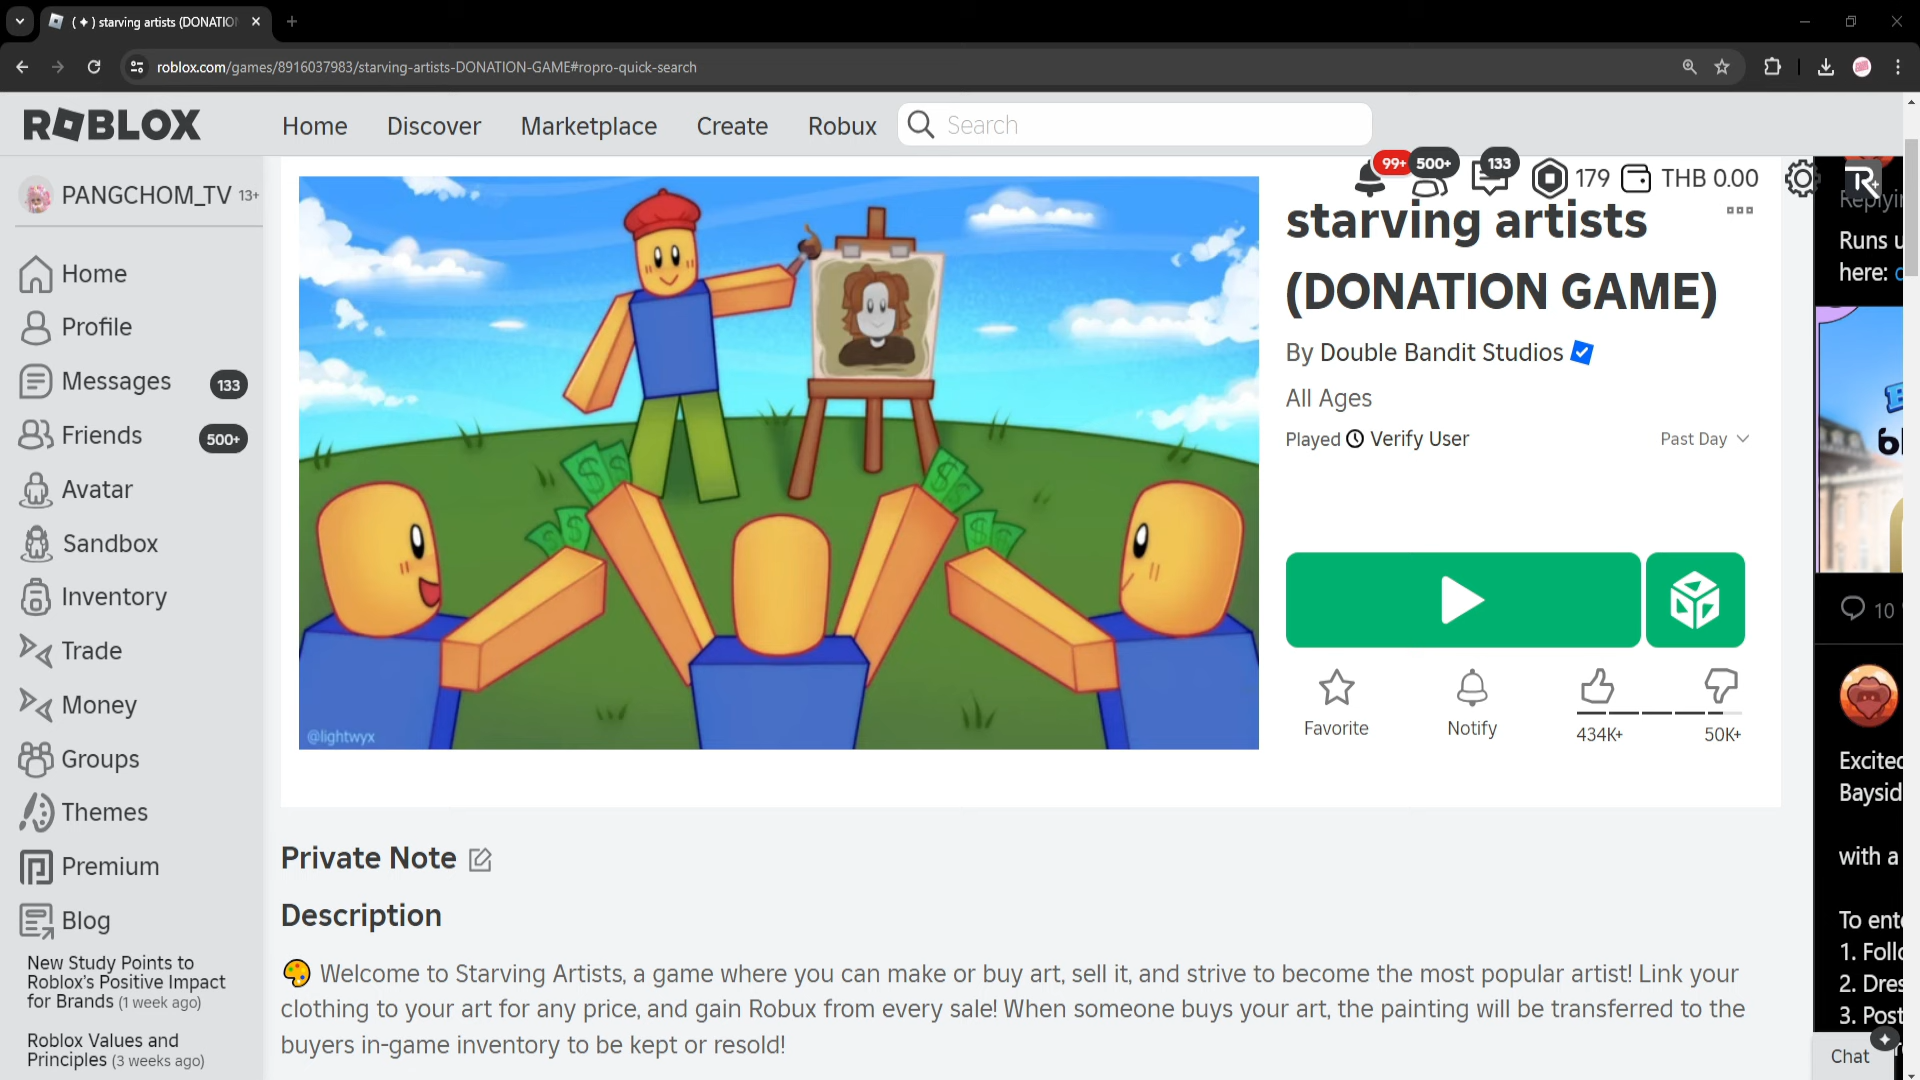 ( ✦ ) starving artists (DONATION
roblox.com/games/8916037983/starving-artists-DONATION-GAME#ropro-quick-search
ROBLOX
Home
Discover
Marketplace
Create
Robux
Search
99+
500+
133
179
THB 0.00
PANGCHOM_TV 13+
Home
Profile
Messages
133
Friends
500+
Avatar
Sandbox
Inventory
Trade
Money
Groups
Themes
Premium
Blog
New Study Points to
Roblox's Positive Impact
for Brands (1 week ago)
Roblox Values and
Principles (3 weeks ago)
@lightwyx
starving artists
(DONATION GAME)
By Double Bandit Studios
All Ages
Played Verify User
Past Day
Favorite
Notify
434K+
50K+
Private Note
Description
🎨 Welcome to Starving Artists, a game where you can make or buy art, sell it, and strive to become the most popular artist! Link your
clothing to your art for any price, and gain Robux from every sale! When someone buys your art, the painting will be transferred to the
buyers in-game inventory to be kept or resold!
Runs
here:
10
with a
1.
2.
3. Post
Chat